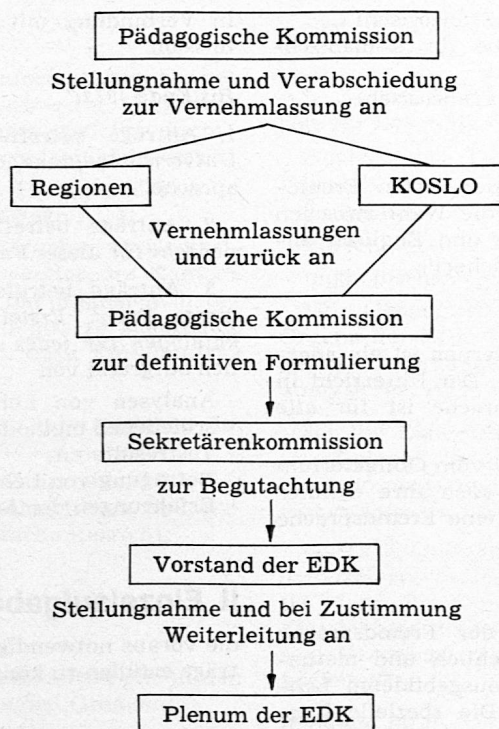 Pädagogische Kommission
Stellungnahme und Verabschiedung
zur Vernehmlassung an
Regionen
KOSLO
Vernehmlassungen
und zurück an
Pädagogische Kommission
zur definitiven Formulierung
Sekretärenkommission
zur Begutachtung
Vorstand der EDK
Stellungnahme und bei Zustimmung
Weiterleitung an
Plenum der EDK